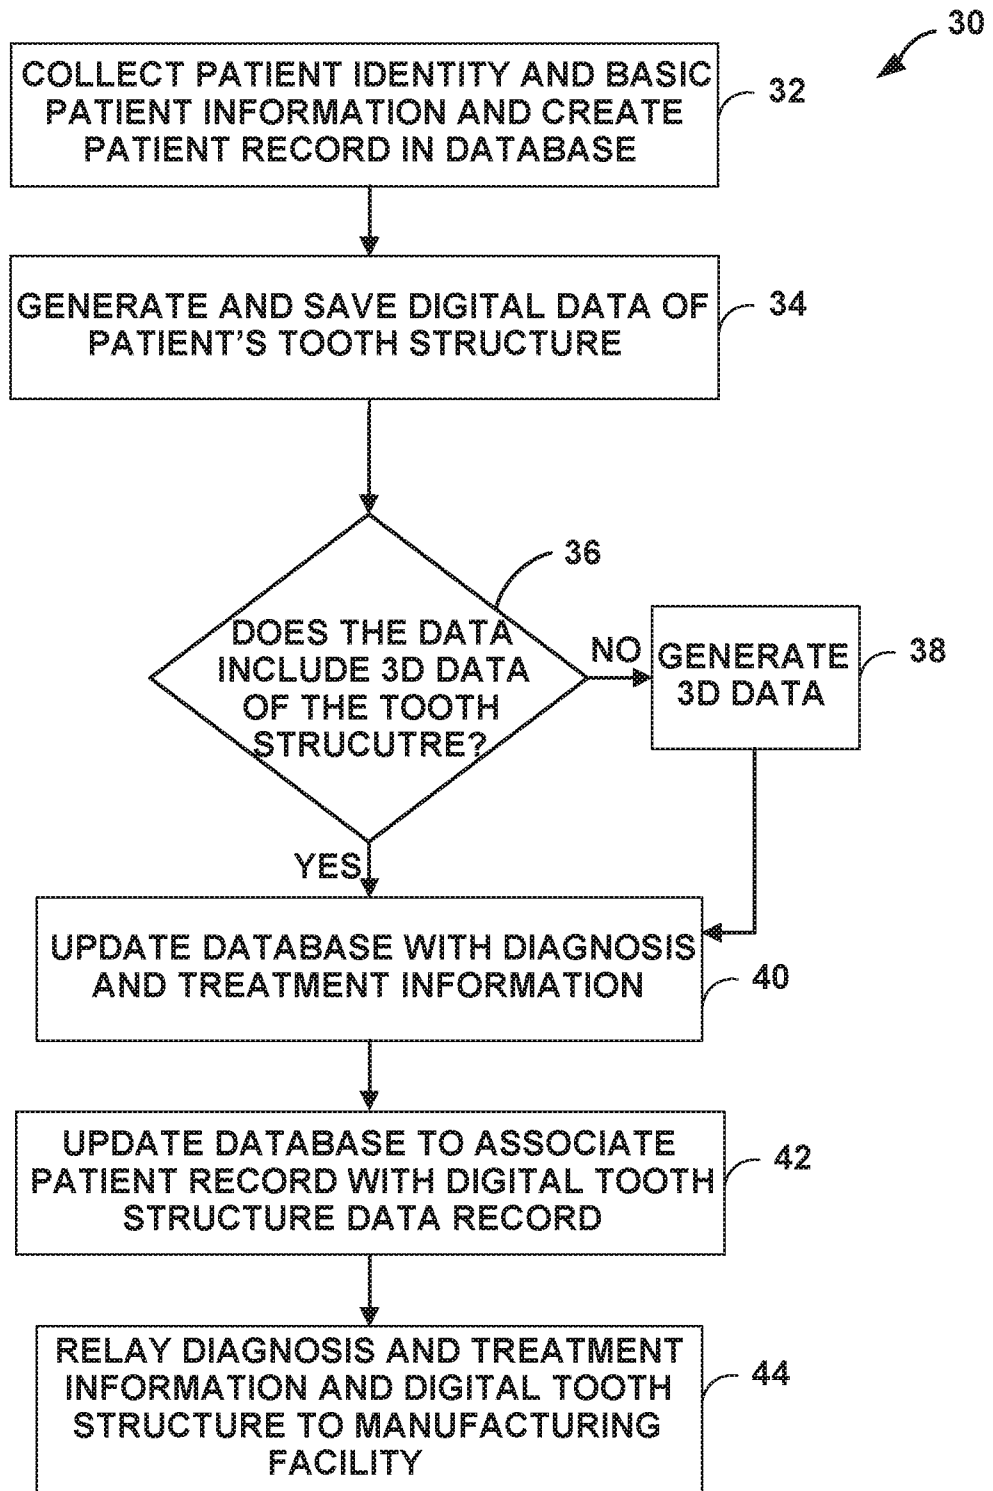 30
COLLECT PATIENT IDENTITY AND BASIC
PATIENT INFORMATION AND CREATE
PATIENT RECORD IN DATABASE
32
GENERATE AND SAVE DIGITAL DATA OF
PATIENT'S TOOTH STRUCTURE
34
36
DOES THE DATA
INCLUDE 3D DATA
OF THE TOOTH
STRUCUTRE?
NO
GENERATE
3D DATA
38
YES
UPDATE DATABASE WITH DIAGNOSIS
AND TREATMENT INFORMATION
40
UPDATE DATABASE TO ASSOCIATE
PATIENT RECORD WITH DIGITAL TOOTH
STRUCTURE DATA RECORD
42
RELAY DIAGNOSIS AND TREATMENT
INFORMATION AND DIGITAL TOOTH
STRUCTURE TO MANUFACTURING
FACILITY
44